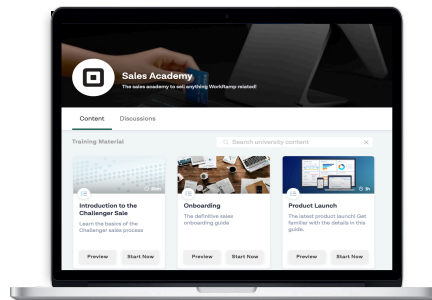 Sales Academy
The sales academy to sell anything WorkRamp related!
Content Discussions
Training Material
Search university content
Introduction to the
Challenger Sale
Learn the basics of the
Challenger sales process
Preview Start Now
Onboarding
The definitive sales
onboarding guide
Preview Start Now
3h
Product Launch
The latest product launch! Get
familiar with the details in this
guide.
Preview Start Now